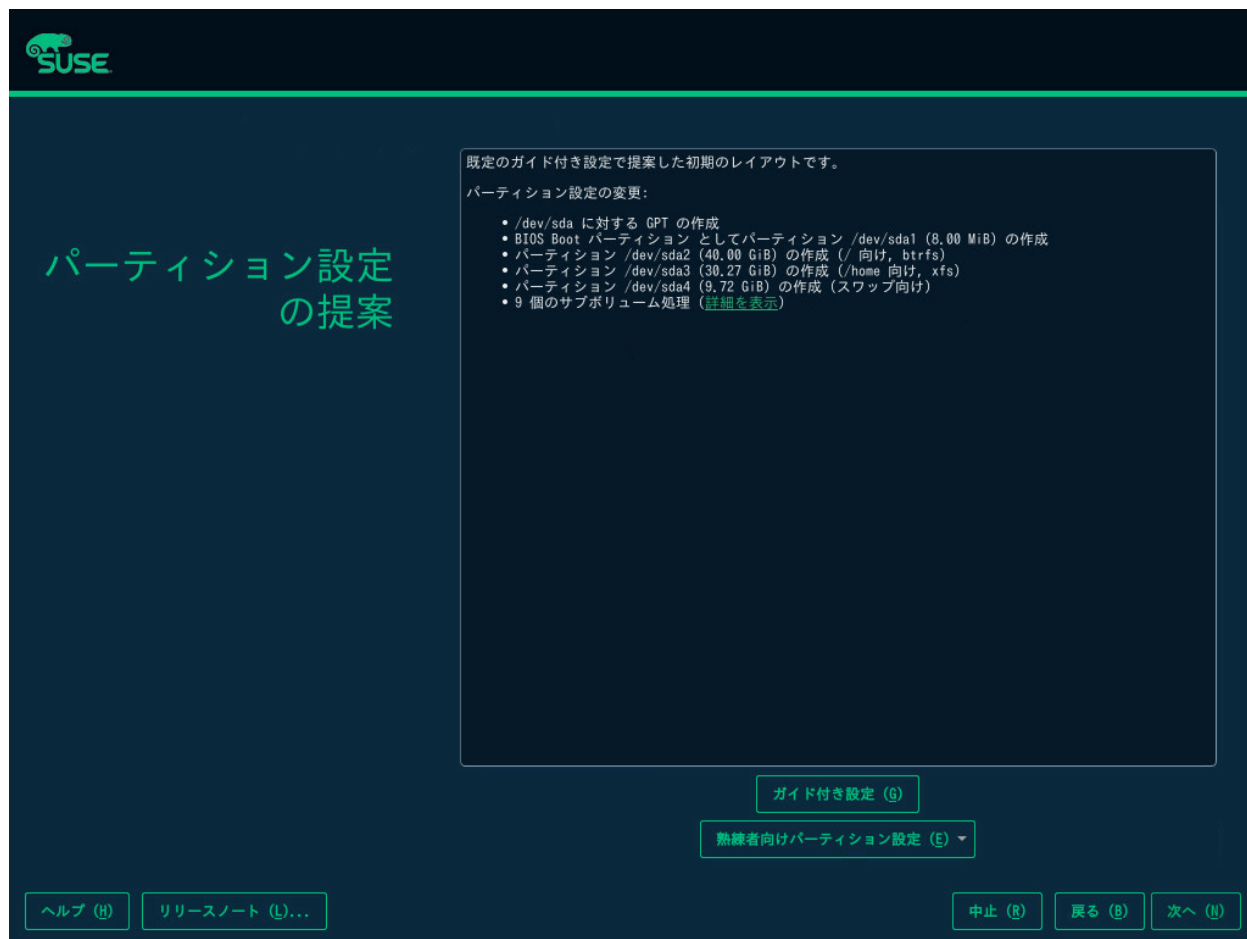 SUSE
パーティション設定
の提案
既定のガイド付き設定で提案した初期のレイアウトです。
パーティション設定の変更:
• /dev/sda に対する GPT の作成
• BIOS Boot パーティション としてパーティション /dev/sda1 (8.00 MiB) の作成
• パーティション /dev/sda2 (40.00 GiB) の作成 (/ 向け, btrfs)
• パーティション /dev/sda3 (30.27 GiB) の作成 (/home 向け, xfs)
• パーティション /dev/sda4 (9.72 GiB) の作成 (スワップ向け)
• 9 個のサブボリューム処理 (詳細を表示)
ガイド付き設定 (G)
熟練者向けパーティション設定 (E)
ヘルプ (H) リリースノート (L)... 中止 (R) 戻る (B) 次へ (N)